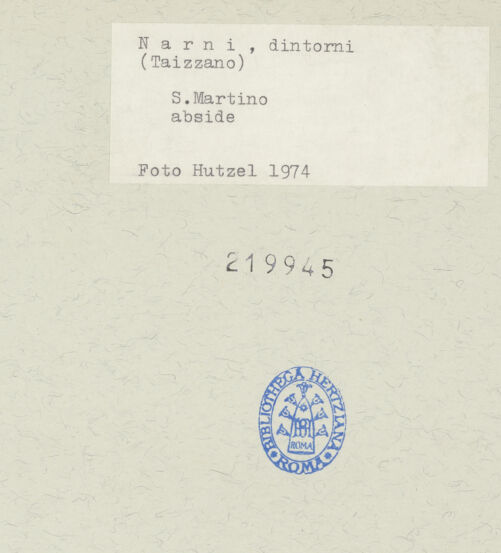 N a r n i , dintorni
(Taizzano)
S.Martino
abside
Foto Hutzel 1974
219945
BIBLIOTHECA HERTZIANA
ROMA
ROMA